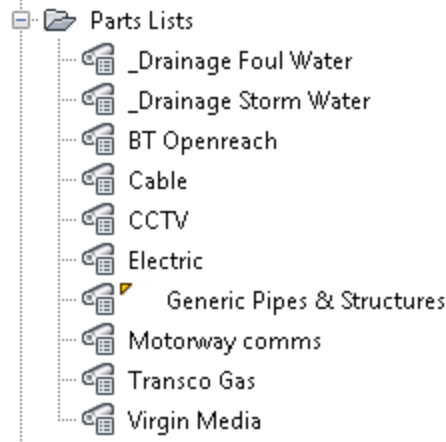 Parts Lists
_Drainage Foul Water
_Drainage Storm Water
BT Openreach
Cable
CCTV
Electric
Generic Pipes & Structures
Motorway comms
Transco Gas
Virgin Media